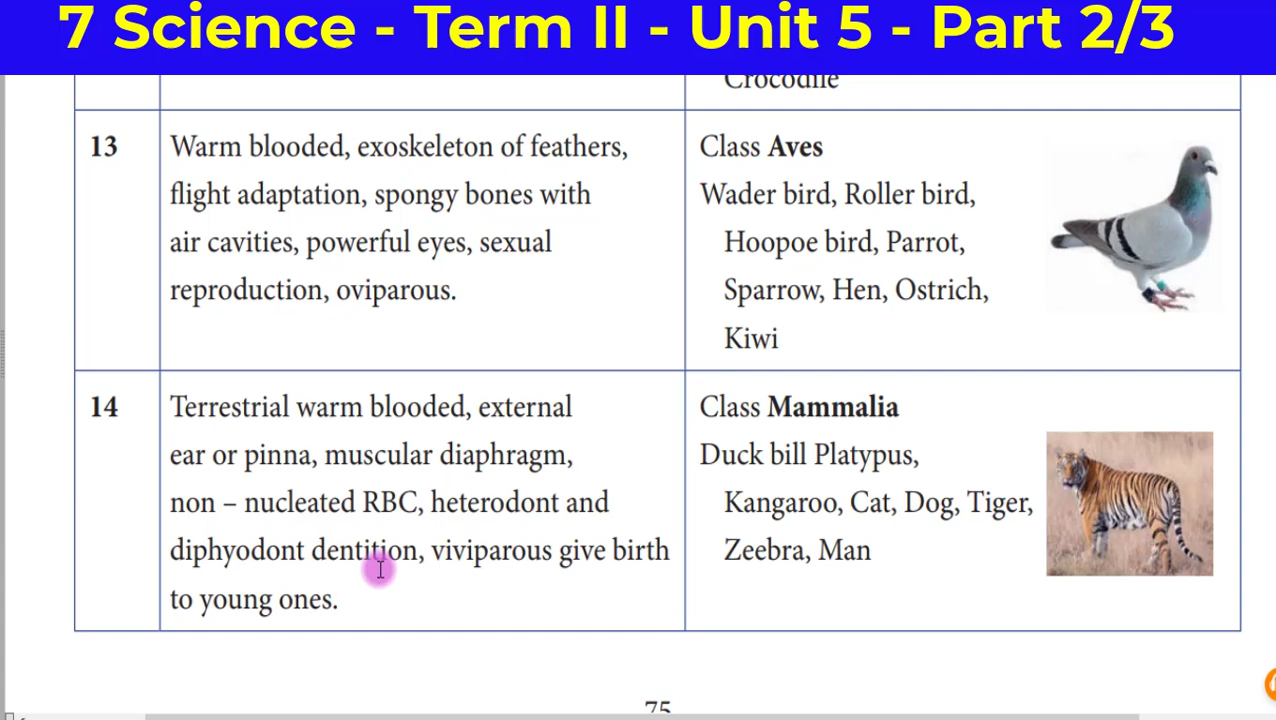 7 Science - Term II - Unit 5 - Part 2/3
Crocodile
13
Warm blooded, exoskeleton of feathers,
flight adaptation, spongy bones with
air cavities, powerful eyes, sexual
reproduction, oviparous.
Class Aves
Wader bird, Roller bird,
Hoopoe bird, Parrot,
Sparrow, Hen, Ostrich,
Kiwi
14
Terrestrial warm blooded, external
ear or pinna, muscular diaphragm,
non – nucleated RBC, heterodont and
diphyodont dentition, viviparous give birth
to young ones.
Class Mammalia
Duck bill Platypus,
Kangaroo, Cat, Dog, Tiger,
Zeebra, Man
75